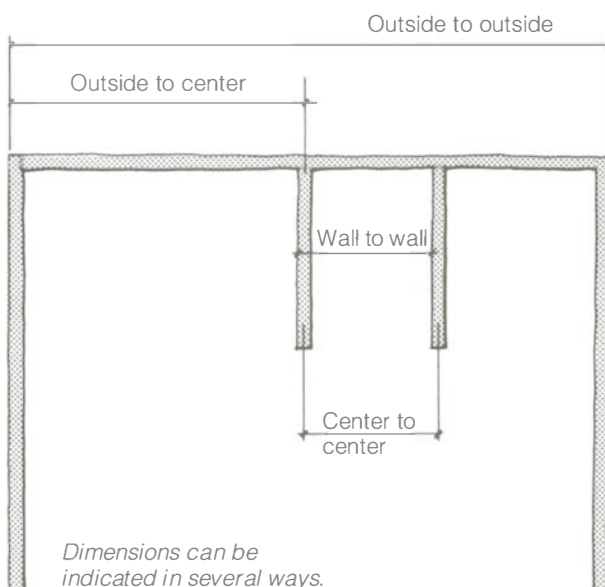 Outside to outside
Outside to center
Wall to wall
Center to
center
Dimensions can be
indicated in several ways.